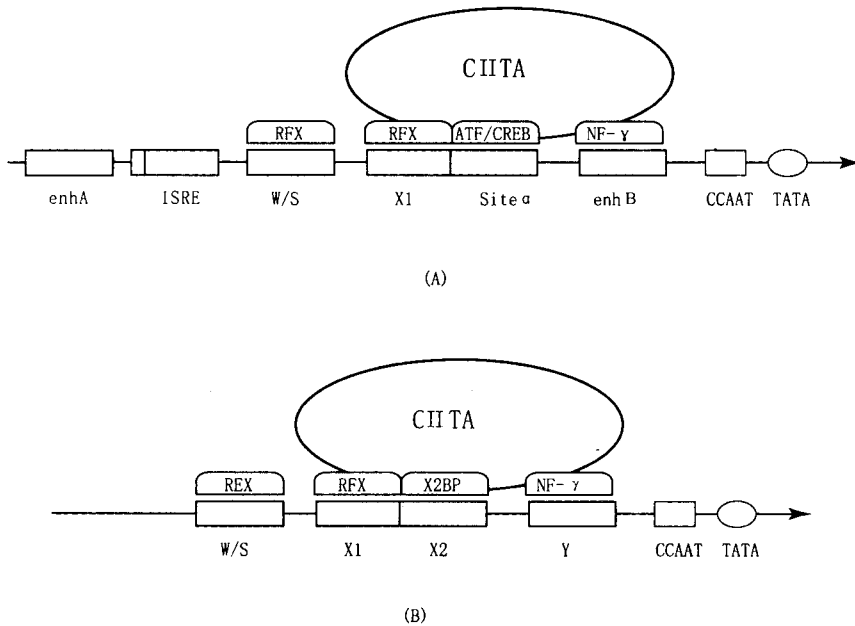 CIITA
RFX RFX ATF/CREB NF-γ
enhA ISRE W/S X1 Site α enhB CCAAT TATA
(A)
CIITA
REX RFX X2BP NF-γ
W/S X1 X2 Y CCAAT TATA
(B)